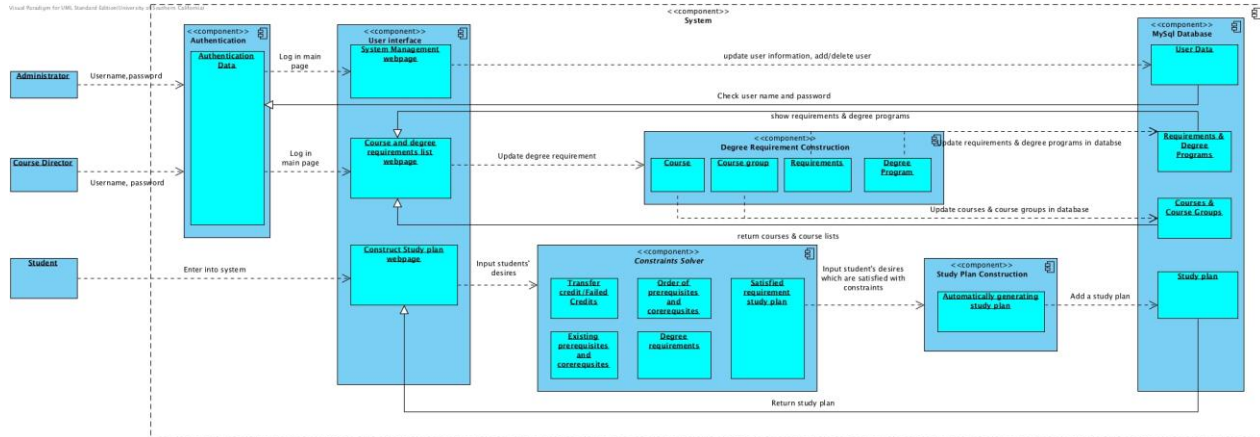 Visual Paradigm for UML Standard Edition(University of Southern California)
<<component>>
System
<<component>>
Authentication
Authentication
Data
<<component>>
User interface
System Management
webpage
<<component>>
MySql Database
User Data
Administrator
Username,password
Log in main
page
update user information, add/delete user
Check user name and password
show requirements & degree programs
Course Director
Username, password
Log in
main page
Course and degree
requirements list
webpage
Update degree requirement
<<component>>
Degree Requirement Construction
Course
Course group
Requirements
Degree
Program
Update requirements & degree programs in databse
Requirements &
Degree
Programs
Update courses & course groups in database
Courses &
Course Groups
return courses & course lists
Student
Enter into system
Construct Study plan
webpage
Input students'
desires
<<component>>
Constraints Solver
Transfer
credit/Failed
Credits
Order of
prerequisites
and
corerequsites
Satisfied
requirement
study plan
Existing
prerequisites
and
corerequsites
Degree
requirements
Input student's desires
which are satisfied with
constraints
<<component>>
Study Plan Construction
Automatically generating
study plan
Add a study plan
Study plan
Return study plan